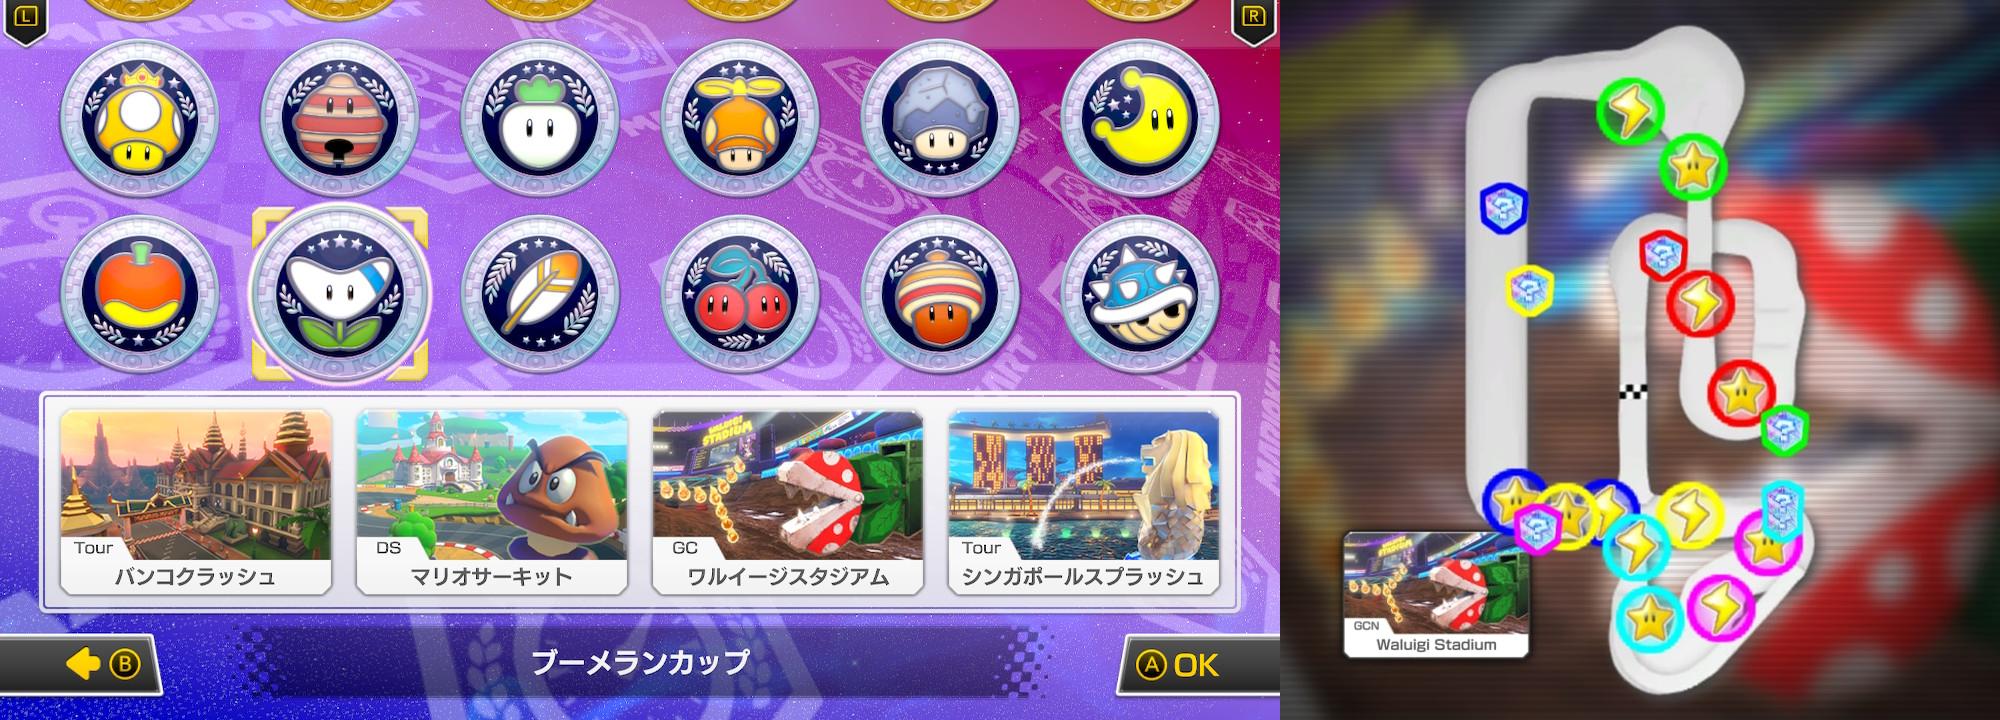 L
R
Tour
バンコクラッシュ
DS
マリオサーキット
WALUIGI
STADIUM
GC
ワルイージスタジアム
Tour
シンガポールスプラッシュ
B
ブーメランカップ
A OK
GCN
Waluigi Stadium